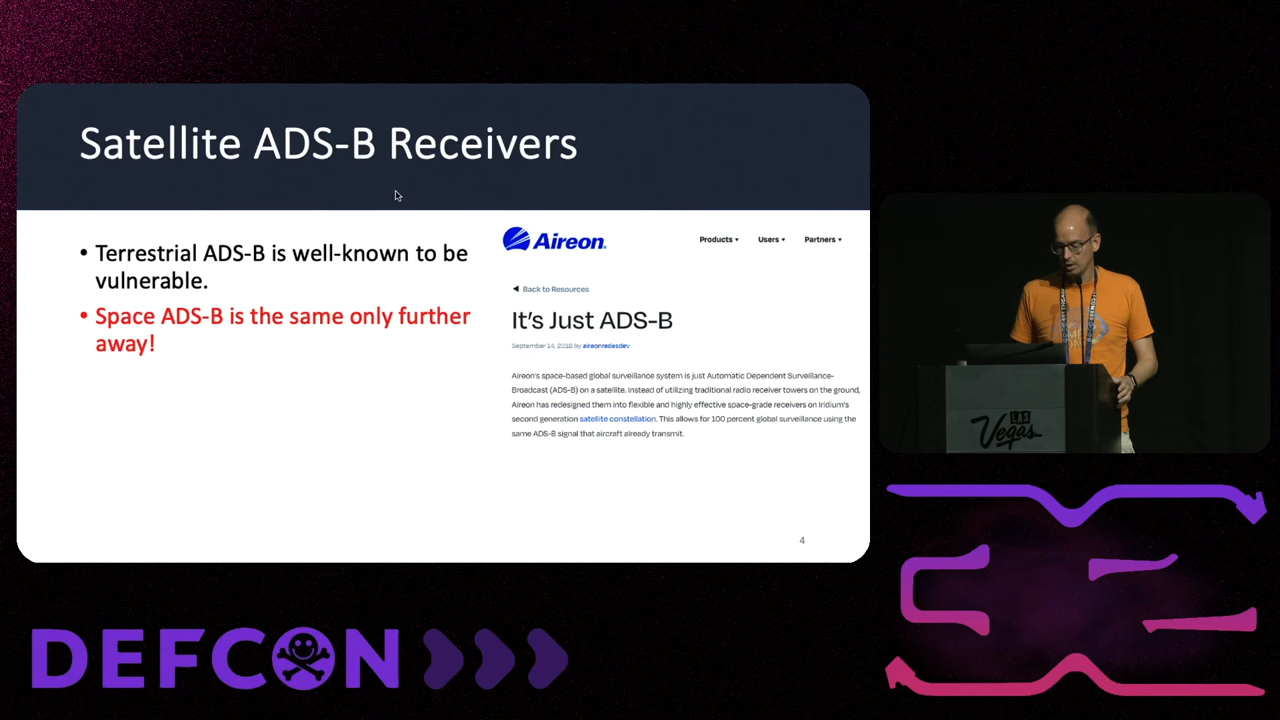 Satellite ADS-B Receivers
• Terrestrial ADS-B is well-known to be
vulnerable.
• Space ADS-B is the same only further
away!
Aireon
Products ▾ Users ▾ Partners ▾
◀ Back to Resources
It's Just ADS-B
September 14, 2018 by aireonredesdev
Aireon's space-based global surveillance system is just Automatic Dependent Surveillance-
Broadcast (ADS-B) on a satellite. Instead of utilizing traditional radio receiver towers on the ground,
Aireon has redesigned them into flexible and highly effective space-grade receivers on Iridium's
second generation satellite constellation. This allows for 100 percent global surveillance using the
same ADS-B signal that aircraft already transmit.
4
LAS
Vegas
DEFCON